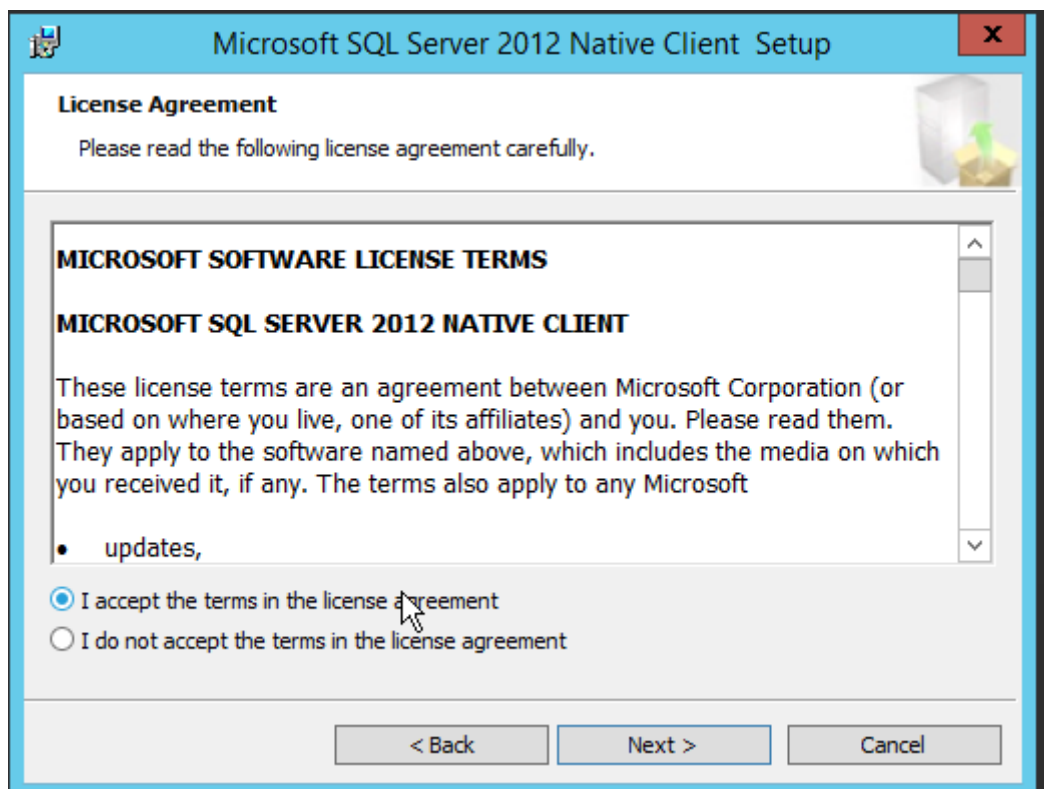 Microsoft SQL Server 2012 Native Client Setup
x
License Agreement
Please read the following license agreement carefully.
MICROSOFT SOFTWARE LICENSE TERMS
MICROSOFT SQL SERVER 2012 NATIVE CLIENT
These license terms are an agreement between Microsoft Corporation (or
based on where you live, one of its affiliates) and you. Please read them.
They apply to the software named above, which includes the media on which
you received it, if any. The terms also apply to any Microsoft
• updates,
I accept the terms in the license agreement
I do not accept the terms in the license agreement
< Back
Next >
Cancel